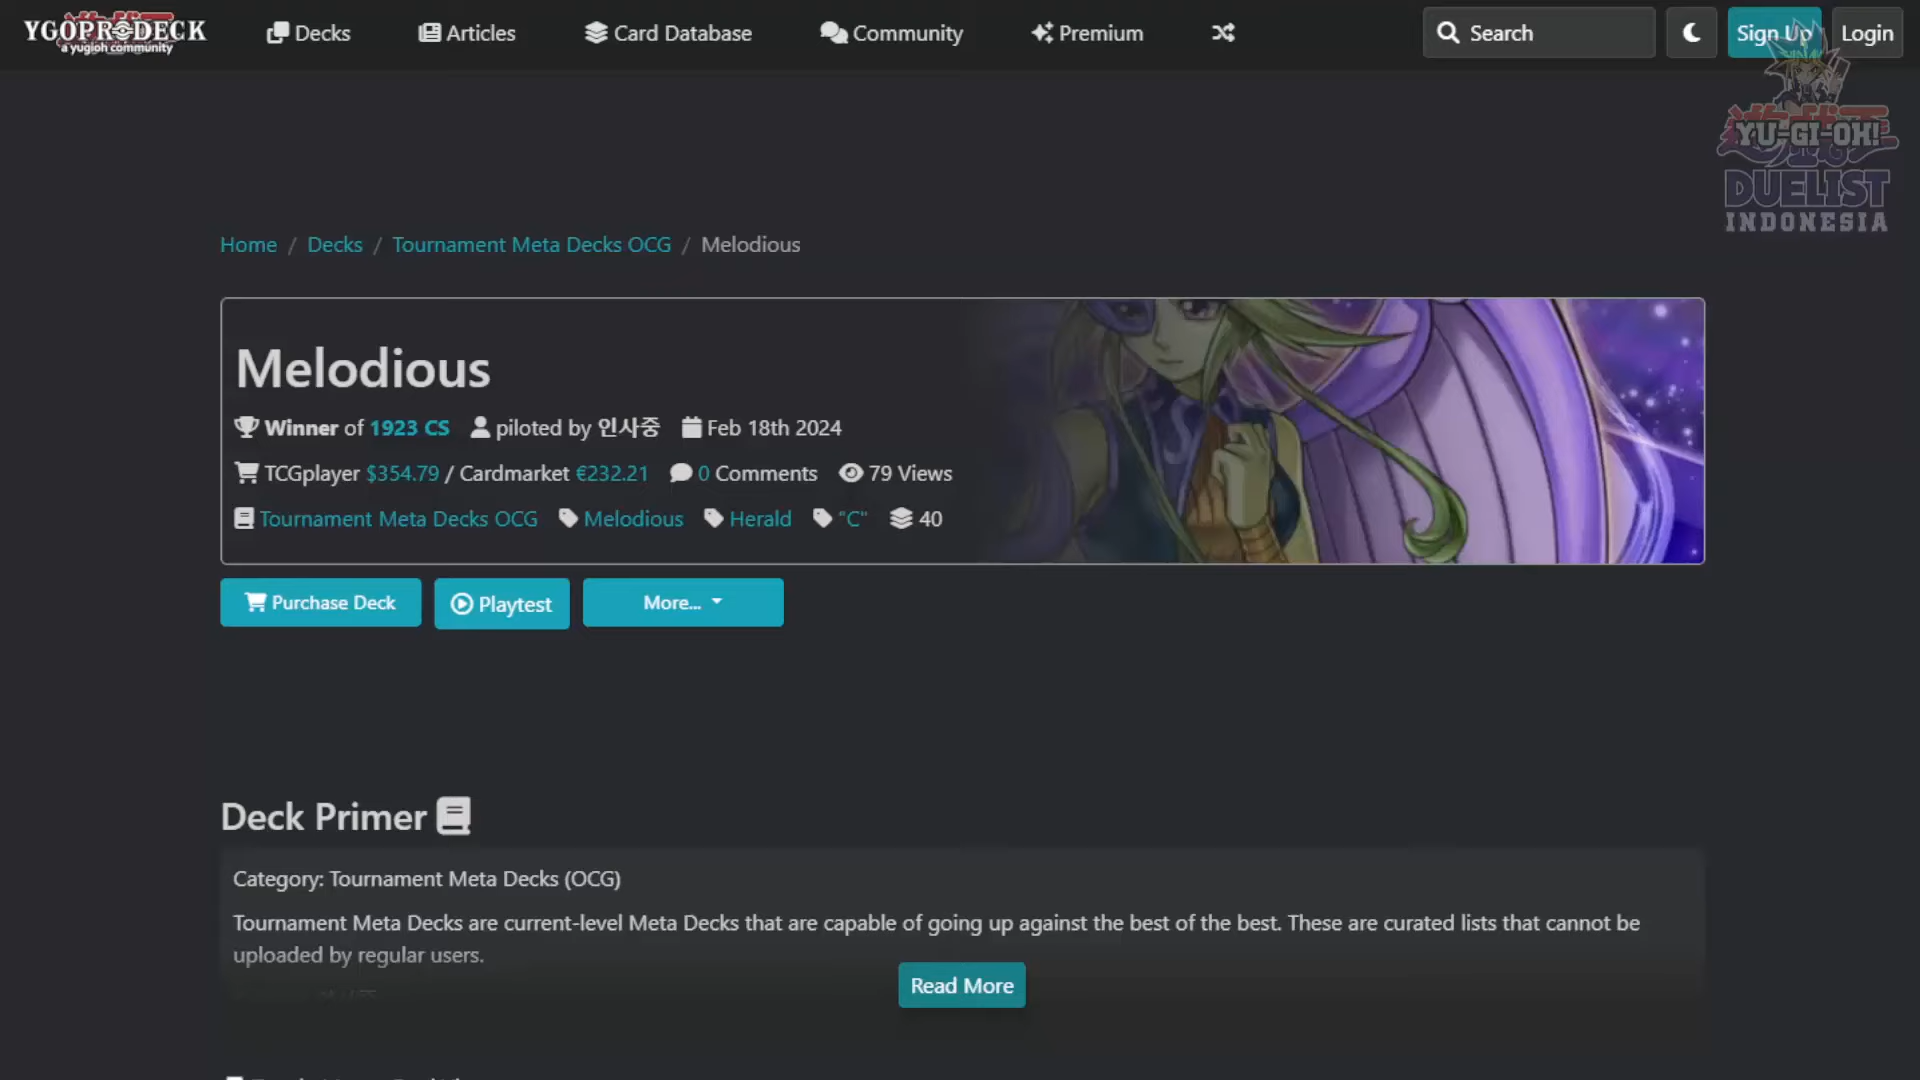 YGOPRODECK
a yugioh community
Decks
Articles
Card Database
Community
Premium
Search
Sign Up
Login
YU-GI-OH!
DUELIST
INDONESIA
Home / Decks / Tournament Meta Decks OCG / Melodious
Melodious
Winner of 1923 CS piloted by 인사중 Feb 18th 2024
TCGplayer $354.79 / Cardmarket €232.21 0 Comments 79 Views
Tournament Meta Decks OCG Melodious Herald "C" 40
Purchase Deck
Playtest
More...
Deck Primer
Category: Tournament Meta Decks (OCG)
Tournament Meta Decks are current-level Meta Decks that are capable of going up against the best of the best. These are curated lists that cannot be
uploaded by regular users.
Read More